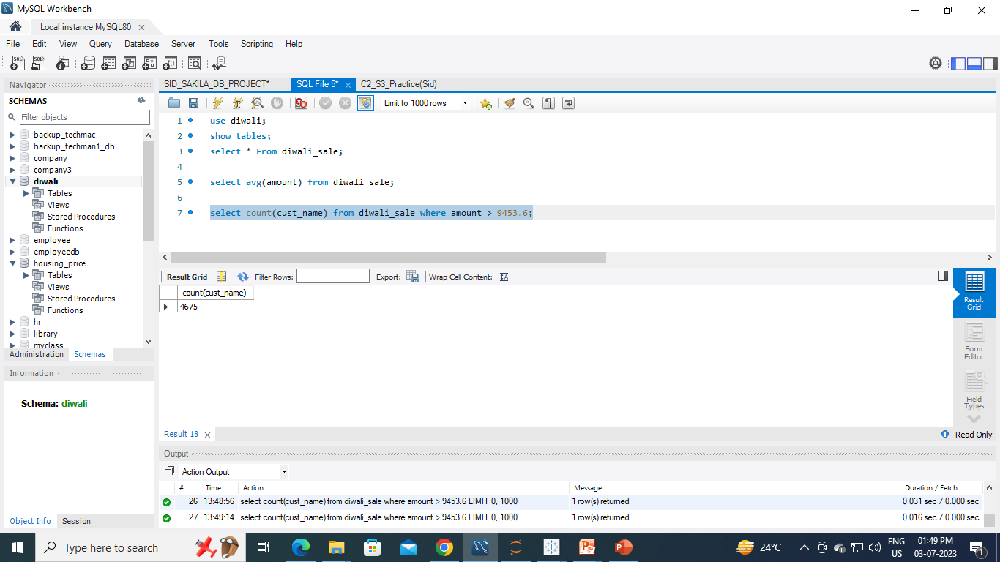 MySQL Workbench
Local instance MySQL80
File Edit View Query Database Server Tools Scripting Help
Navigator
SCHEMAS
Filter objects
backup_techmac
backup_techman1_db
company
company3
diwali
Tables
Views
Stored Procedures
Functions
employee
employeedb
housing_price
Tables
Views
Stored Procedures
Functions
hr
library
myclass
Administration Schemas
Information
Schema: diwali
Object Info Session
SID_SAKILA_DB_PROJECT* SQL File 5* C2_S3_Practice(Sid)
Limit to 1000 rows
1 use diwali;
2 show tables;
3 select * From diwali_sale;
4
5 select avg(amount) from diwali_sale;
6
7 select count(cust_name) from diwali_sale where amount > 9453.6;
Result Grid Filter Rows: Export: Wrap Cell Content:
count(cust_name)
4675
Result
Grid
Form
Editor
Field
Types
Result 18
Read Only
Output
Action Output
# Time Action Message Duration / Fetch
26 13:48:56 select count(cust_name) from diwali_sale where amount > 9453.6 LIMIT 0, 1000 1 row(s) returned 0.031 sec / 0.000 sec
27 13:49:14 select count(cust_name) from diwali_sale where amount > 9453.6 LIMIT 0, 1000 1 row(s) returned 0.016 sec / 0.000 sec
Type here to search
24°C
ENG
US
01:49 PM
03-07-2023
1